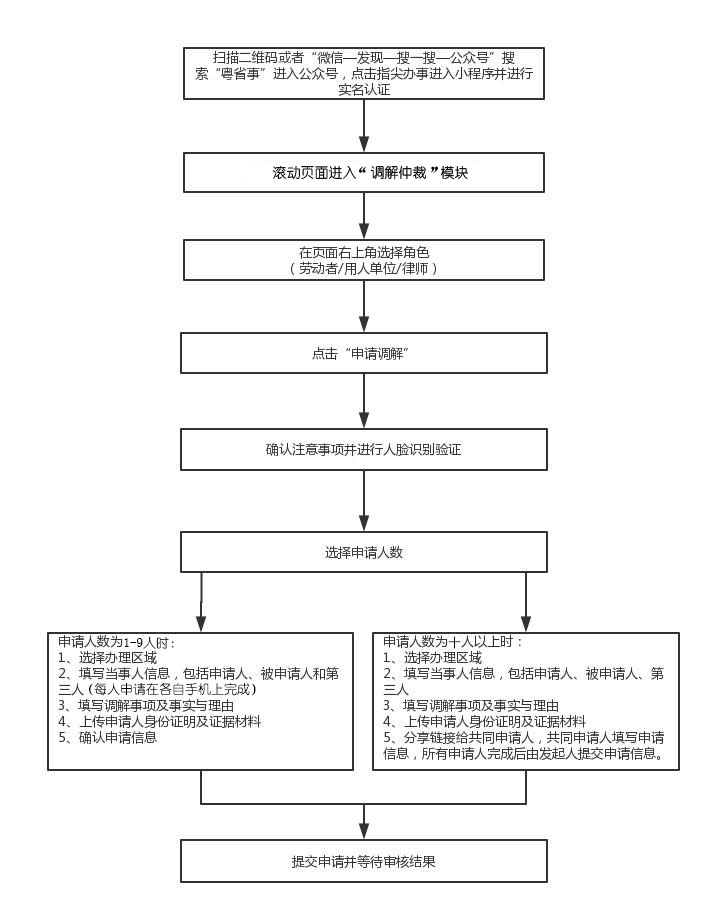 扫描二维码或者“微信—发现—搜一搜—公众号”搜
索“粤省事”进入公众号，点击指尖办事进入小程序并进行
实名认证
滚动页面进入“调解仲裁”模块
在页面右上角选择角色
（劳动者/用人单位/律师）
点击“申请调解”
确认注意事项并进行人脸识别验证
选择申请人数
申请人数为1-9人时：
1、选择办理区域
2、填写当事人信息，包括申请人、被申请人和第
三人（每人申请在各自手机上完成）
3、填写调解事项及事实与理由
4、上传申请人身份证明及证据材料
5、确认申请信息
申请人数为十人以上时：
1、选择办理区域
2、填写当事人信息，包括申请人、被申请人、第
三人
3、填写调解事项及事实与理由
4、上传申请人身份证明及证据材料
5、分享链接给共同申请人，共同申请人填写申请
信息，所有申请人完成后由发起人提交申请信息。
提交申请并等待审核结果